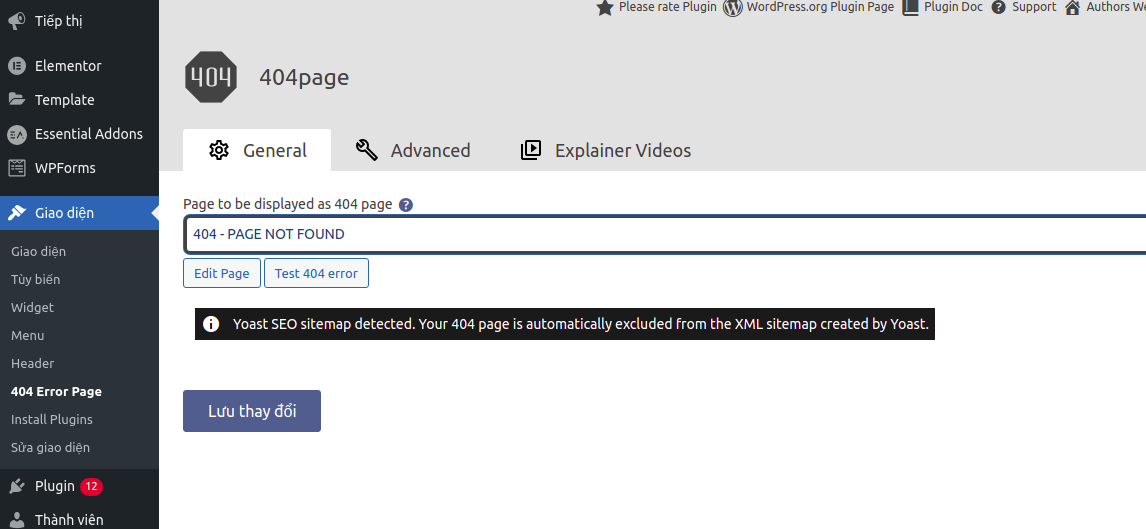 Tiếp thị
Elementor
Template
Essential Addons
WPForms
Giao diện
Giao diện
Tùy biến
Widget
Menu
Header
404 Error Page
Install Plugins
Sửa giao diện
Plugin 12
Thành viên
Please rate Plugin WordPress.org Plugin Page Plugin Doc Support Authors We
404 404page
General Advanced Explainer Videos
Page to be displayed as 404 page ?
404 - PAGE NOT FOUND
Edit Page Test 404 error
Yoast SEO sitemap detected. Your 404 page is automatically excluded from the XML sitemap created by Yoast.
Lưu thay đổi